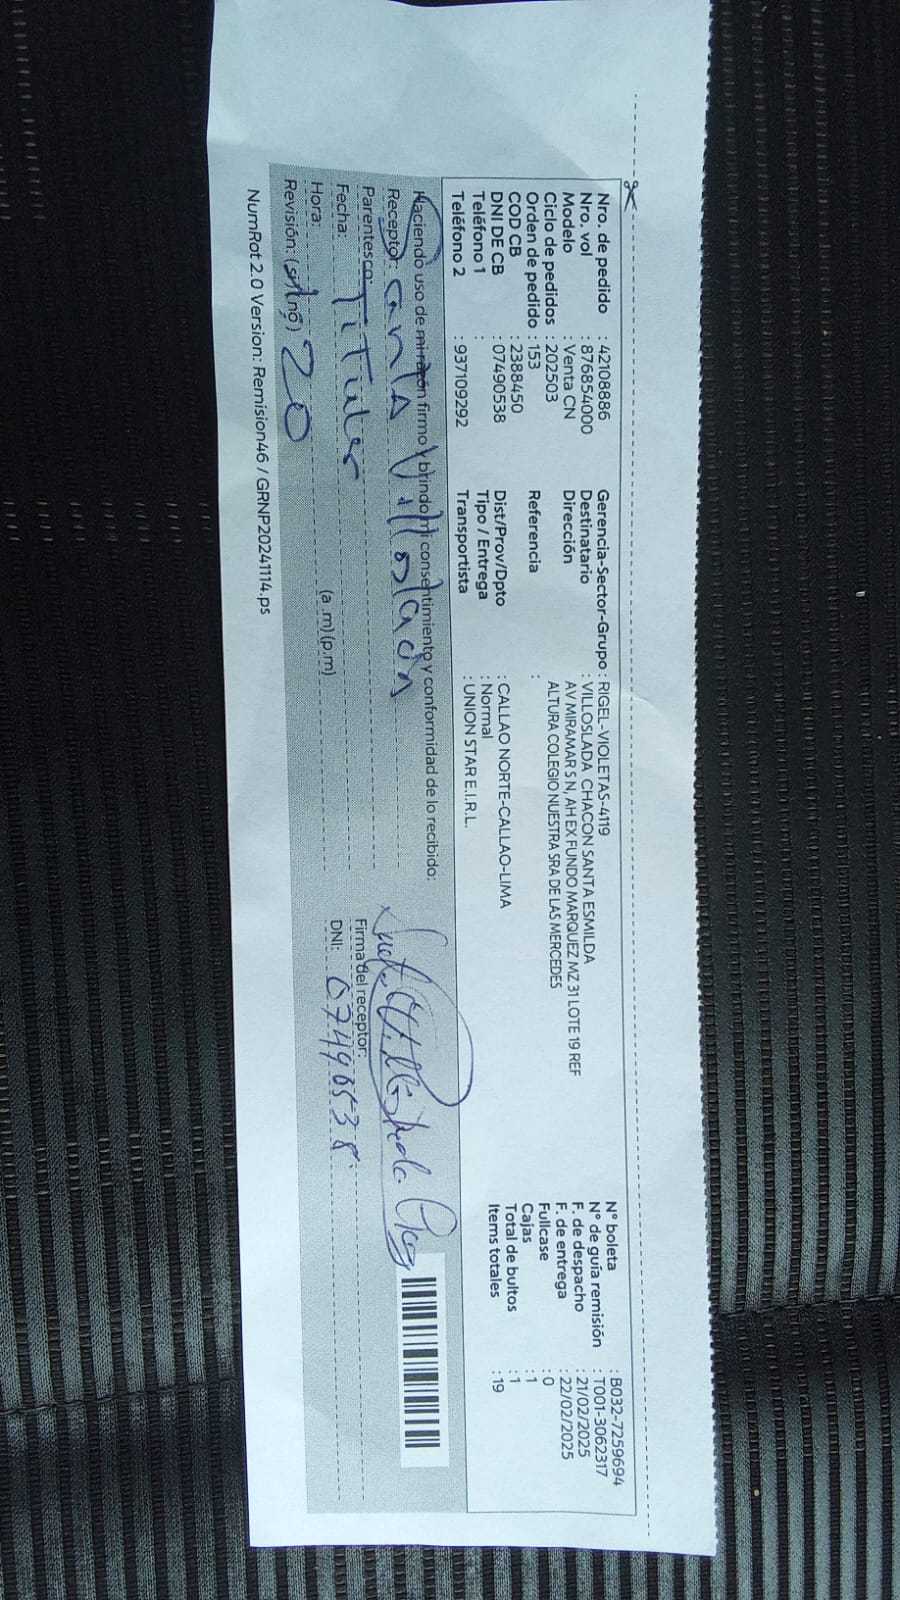 Nro. de pedido : 42108886
Nro. vol : 876854000
Modelo : Venta CN
Ciclo de pedidos : 202503
Orden de pedido : 153
COD CB : 2388450
DNI DE CB : 07490538
Teléfono 1 :
Teléfono 2 : 937109292
Gerencia-Sector-Grupo : RIGEL-VIOLETAS-4119
Destinatario : VILLOSLADA CHACON SANTA ESMILDA
Dirección : AV MIRAMAR S N, AH EX FUNDO MARQUEZ MZ 31 LOTE 19 REF
ALTURA COLEGIO NUESTRA SRA DE LAS MERCEDES
Referencia :
Dist/Prov/Dpto : CALLAO NORTE-CALLAO-LIMA
Tipo / Entrega : Normal
Transportista : UNION STAR E.I.R.L.
N° boleta : B032-7259694
N° de guía remisión : T001-3062317
F. de despacho : 21/02/2025
F. de entrega : 22/02/2025
Fullcase : 0
Cajas : 1
Total de bultos : 1
Items totales : 19
Haciendo uso de mi razón firmo y brindo mi consentimiento y conformidad de lo recibido:
Receptor:
Parentesco: Titular
Fecha:
Hora: (a .m) (p.m)
Revisión: (si/no) 20
Firma del receptor:
DNI: 07490538
NumRot 2.0 Version: Remision46 / GRNP20241114.ps